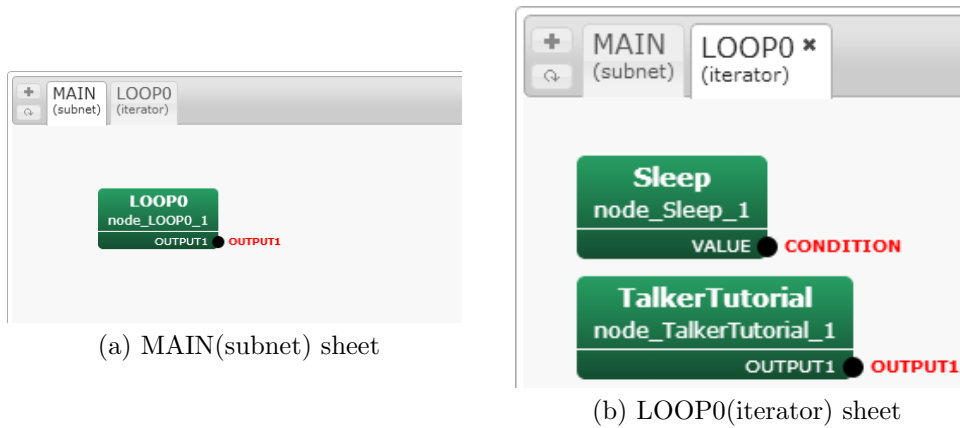 MAIN
(subnet)
LOOP0
(iterator)
LOOP0
node_LOOP0_1
OUTPUT1
OUTPUT1
(a) MAIN(subnet) sheet
MAIN
(subnet)
LOOP0
(iterator)
Sleep
node_Sleep_1
VALUE
CONDITION
TalkerTutorial
node_TalkerTutorial_1
OUTPUT1
OUTPUT1
(b) LOOP0(iterator) sheet